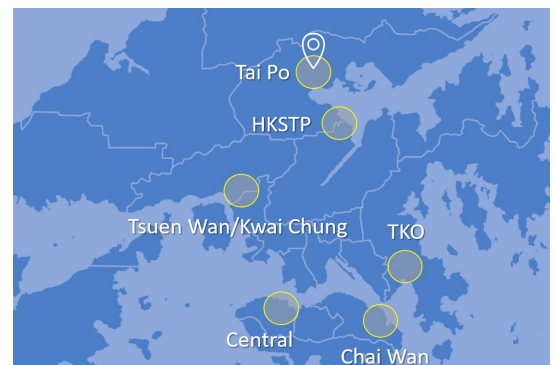 Tai Po
HKSTP
Tsuen Wan/Kwai Chung
TKO
Central
Chai Wan